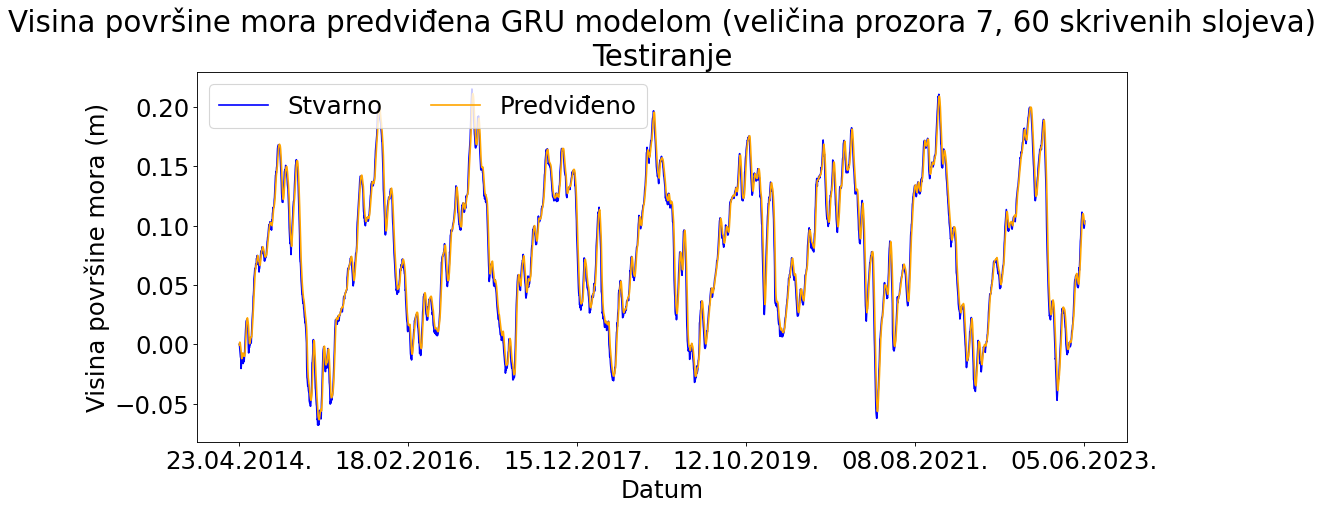 Visina površine mora predviđena GRU modelom (veličina prozora 7, 60 skrivenih slojeva)
Testiranje
Stvarno
Predviđeno
Visina površine mora (m)
0.20
0.15
0.10
0.05
0.00
−0.05
23.04.2014.
18.02.2016.
15.12.2017.
12.10.2019.
08.08.2021.
05.06.2023.
Datum